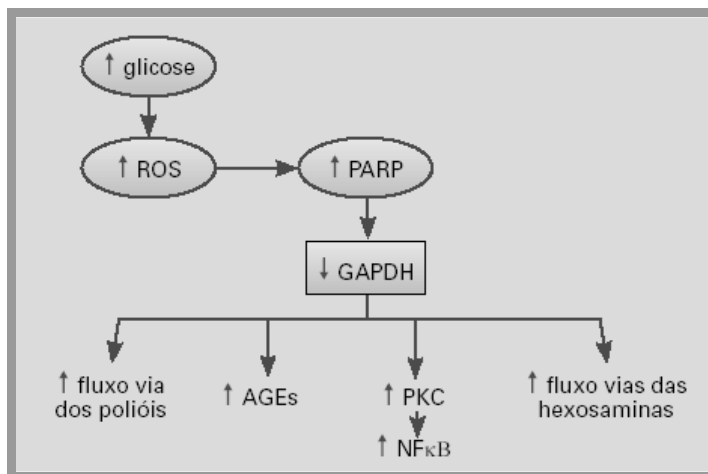 ↑ glicose
↑ ROS
↑ PARP
↓ GAPDH
↑ fluxo via
dos polióis
↑ AGEs
↑ PKC
↑ NFκB
↑ fluxo vias das
hexosaminas